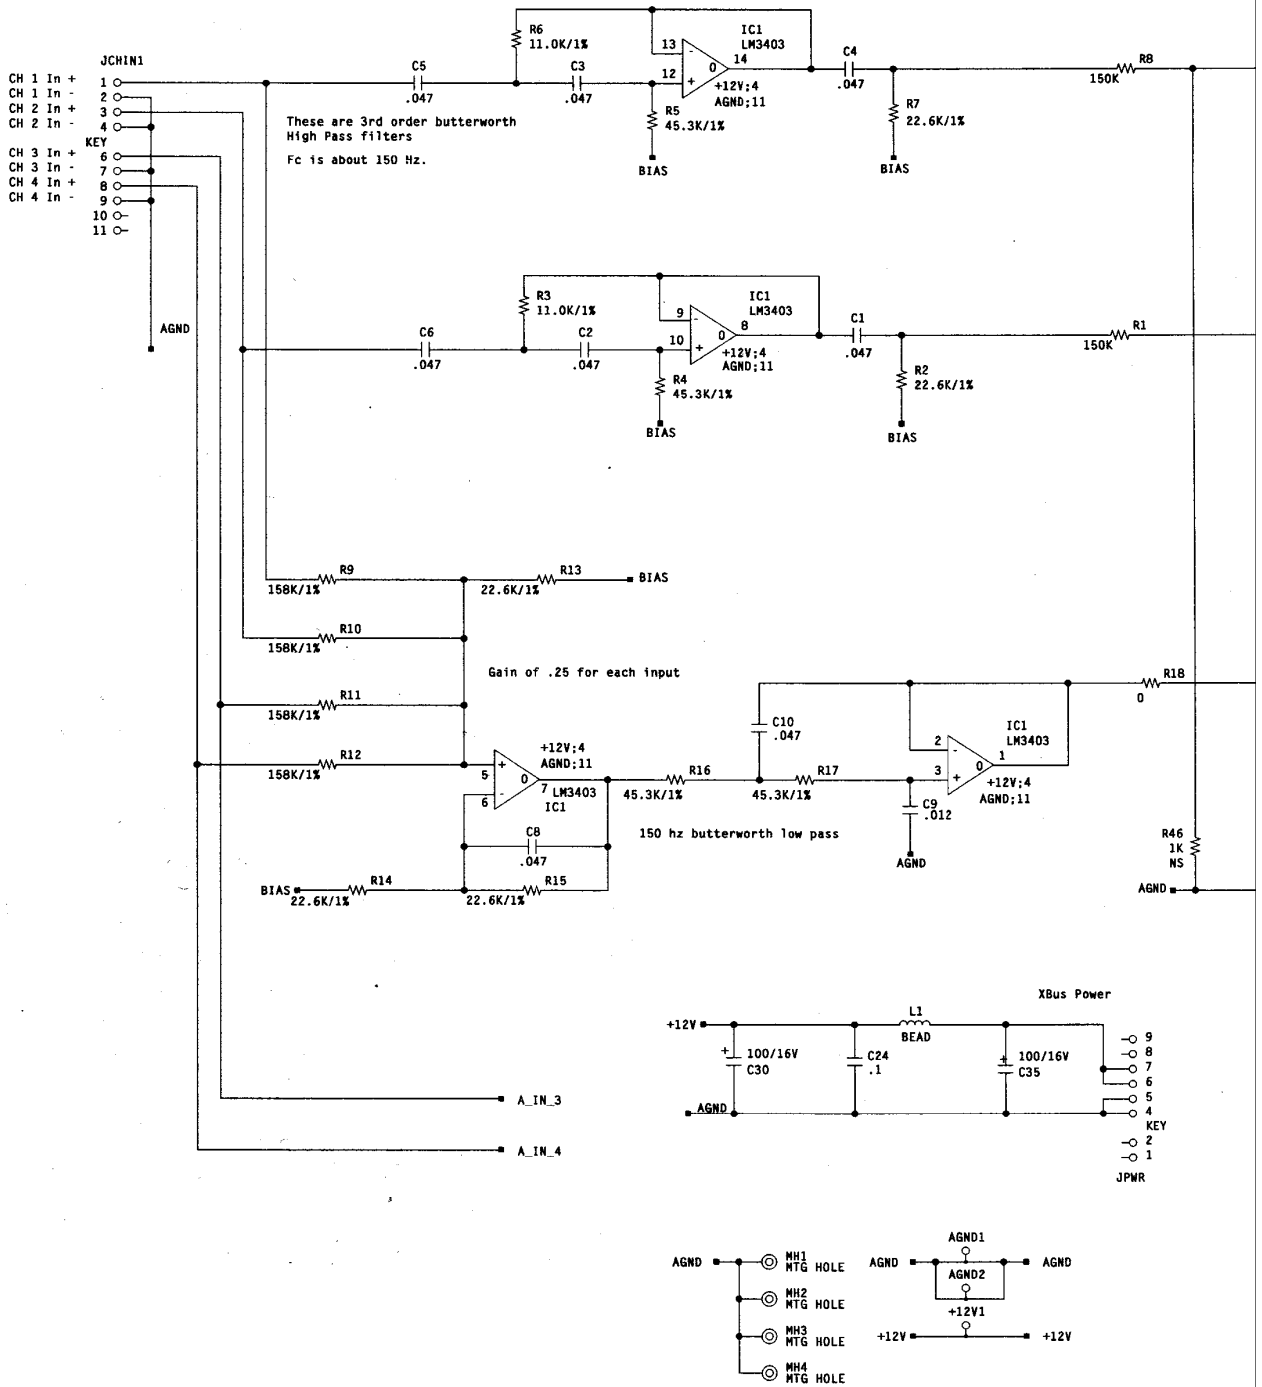 JCHIN1
CH 1 In +
CH 1 In -
CH 2 In +
CH 2 In -
KEY
CH 3 In +
CH 3 In -
CH 4 In +
CH 4 In -
1
2
3
4
6
7
8
9
10
11
AGND
C5
.047
R6
11.0K/1%
C3
.047
R5
45.3K/1%
BIAS
13
12
14
-
+
0
IC1
LM3403
+12V;4
AGND;11
C4
.047
R7
22.6K/1%
BIAS
R8
150K
These are 3rd order butterworth
High Pass filters
Fc is about 150 Hz.
C6
.047
R3
11.0K/1%
C2
.047
R4
45.3K/1%
BIAS
9
10
8
-
+
0
IC1
LM3403
+12V;4
AGND;11
C1
.047
R2
22.6K/1%
BIAS
R1
150K
R9
158K/1%
R13
22.6K/1%
BIAS
R10
158K/1%
Gain of .25 for each input
R11
158K/1%
R12
158K/1%
+12V;4
AGND;11
5
6
7
+
-
0
LM3403
IC1
C8
.047
BIAS
R14
22.6K/1%
R15
22.6K/1%
R16
45.3K/1%
C10
.047
R17
45.3K/1%
C9
.012
AGND
150 hz butterworth low pass
2
3
1
-
+
0
IC1
LM3403
+12V;4
AGND;11
R18
0
R46
1K
NS
AGND
A_IN_3
A_IN_4
XBus Power
+12V
+
100/16V
C30
C24
.1
L1
BEAD
+
100/16V
C35
AGND
9
8
7
6
5
4
KEY
2
1
JPWR
AGND
MH1
MTG HOLE
MH2
MTG HOLE
MH3
MTG HOLE
MH4
MTG HOLE
AGND1
AGND
AGND
AGND2
+12V1
+12V
+12V